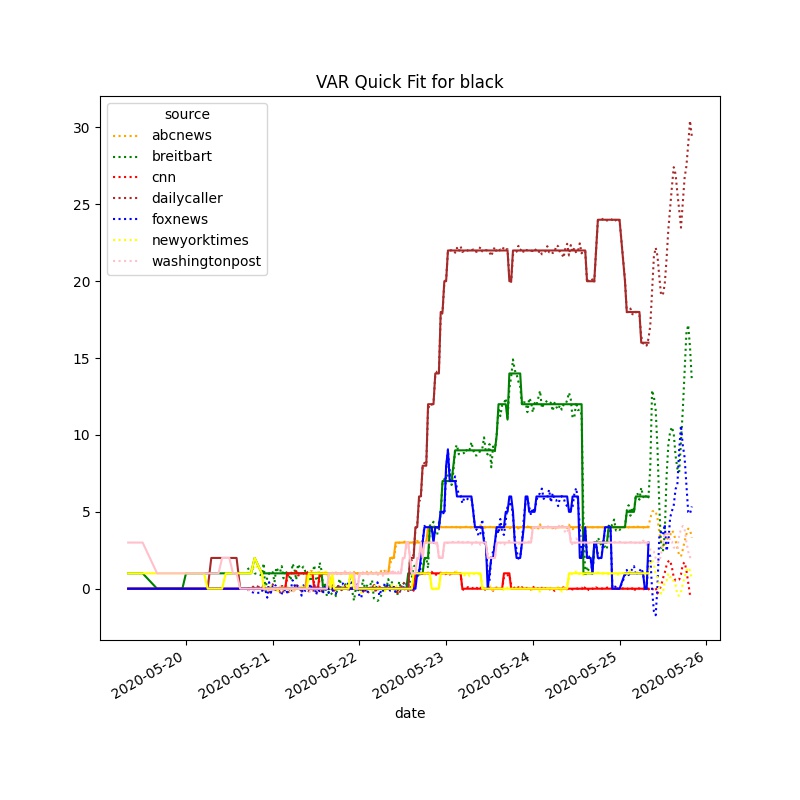 VAR Quick Fit for black
source
abcnews
breitbart
cnn
dailycaller
foxnews
newyorktimes
washingtonpost
30
25
20
15
10
5
0
2020-05-20
2020-05-21
2020-05-22
2020-05-23
2020-05-24
2020-05-25
2020-05-26
date